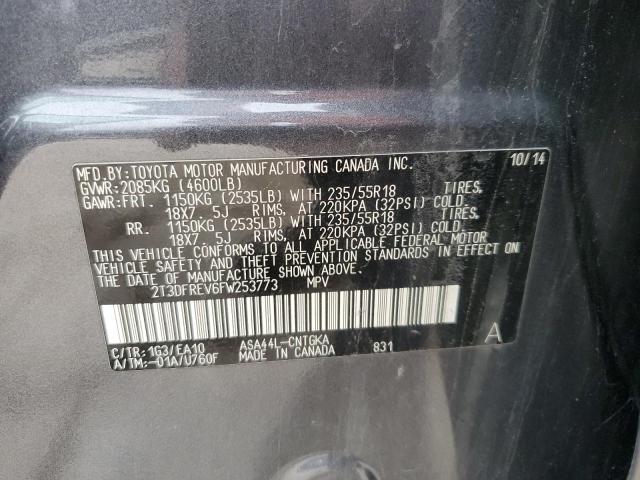 MFD.BY:TOYOTA MOTOR MANUFACTURING CANADA INC. 10/14
GVWR:2085KG (4600LB)
GAWR:FRT. 1150KG (2535LB) WITH 235/55R18 TIRES,
18X7.5J RIMS, AT 220KPA (32PSI) COLD.
RR. 1150KG (2535LB) WITH 235/55R18 TIRES,
18X7.5J RIMS, AT 220KPA (32PSI) COLD.
THIS VEHICLE CONFORMS TO ALL APPLICABLE FEDERAL MOTOR
VEHICLE SAFETY AND THEFT PREVENTION STANDARDS IN EFFECT ON
THE DATE OF MANUFACTURE SHOWN ABOVE.
2T3DFREV6FW253773 MPV
C/TR:1G3/EA10 ASA44L-CNTGKA 831 A
A/TM:-01A/U760F MADE IN CANADA